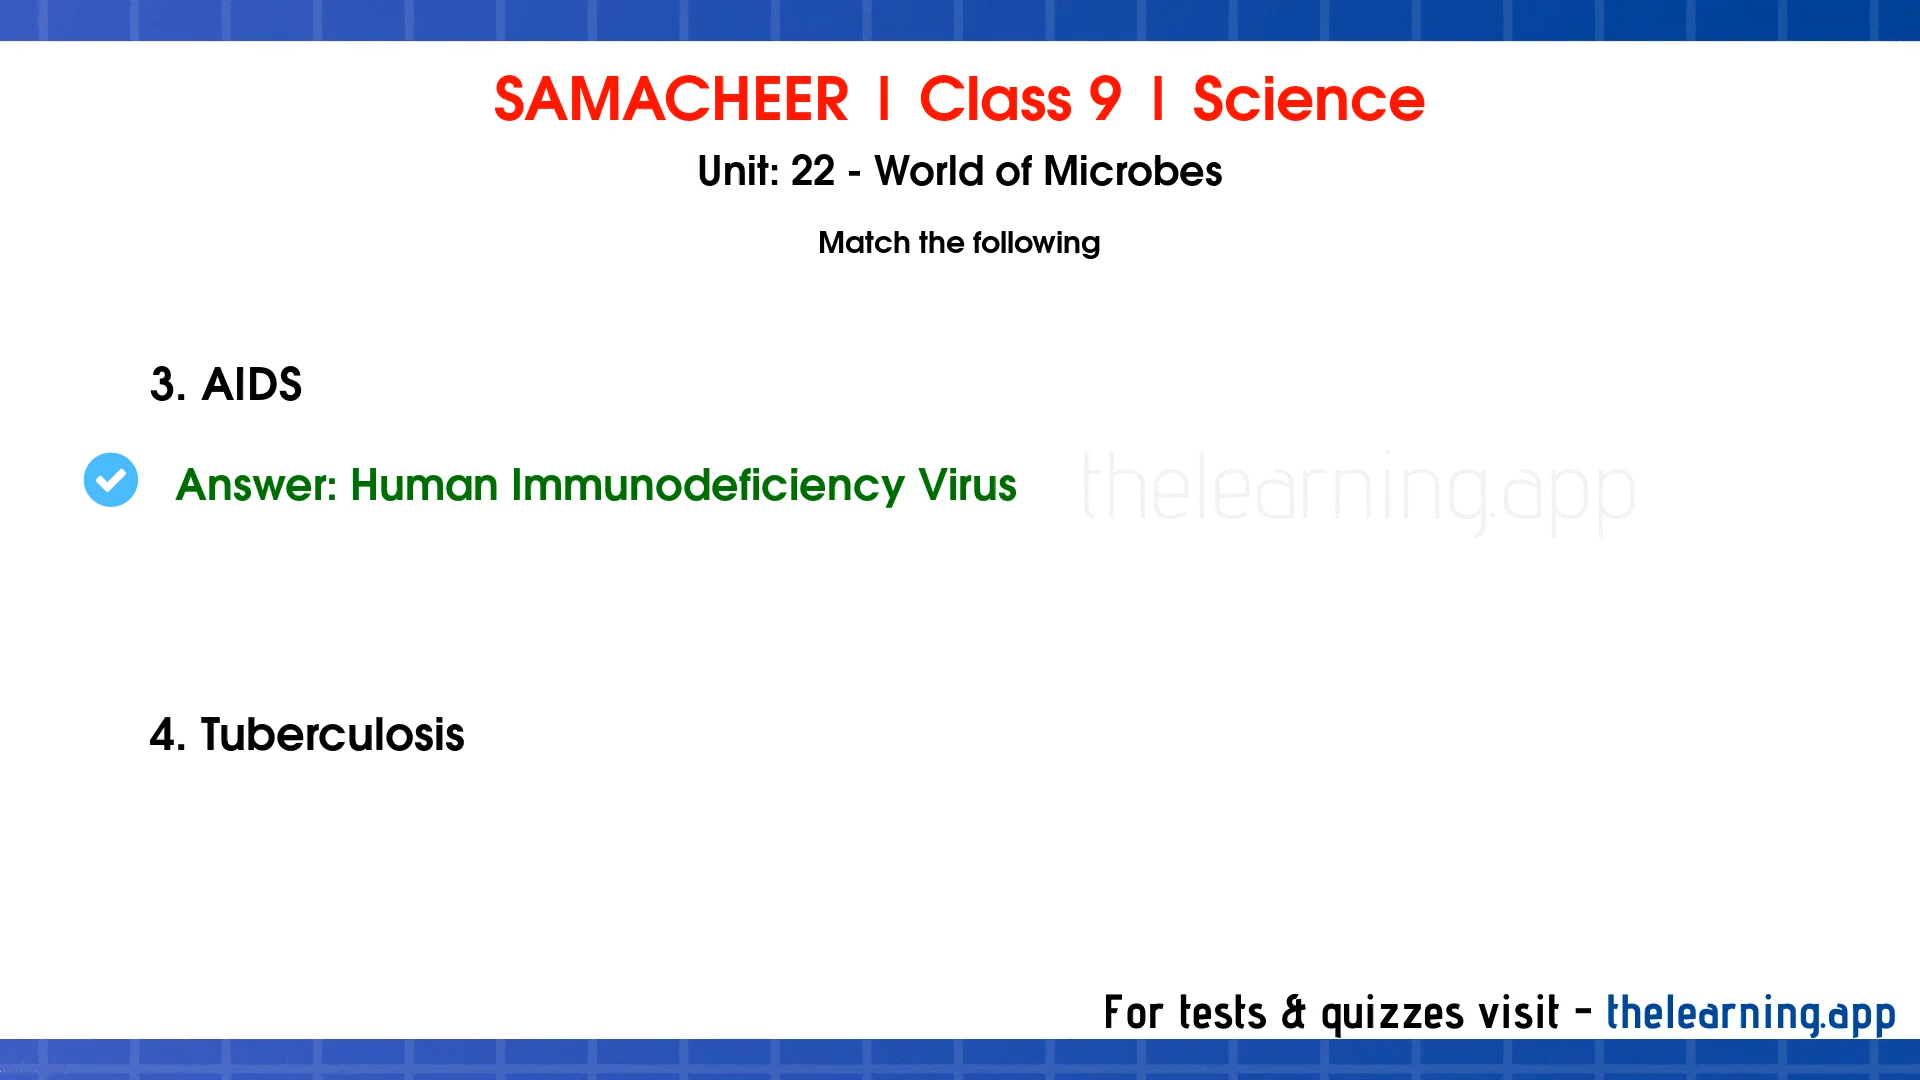 SAMACHEER | Class 9 | Science
Unit: 22 - World of Microbes
Match the following
3. AIDS
Answer: Human Immunodeficiency Virus
thelearning.app
4. Tuberculosis
For tests & quizzes visit - thelearning.app